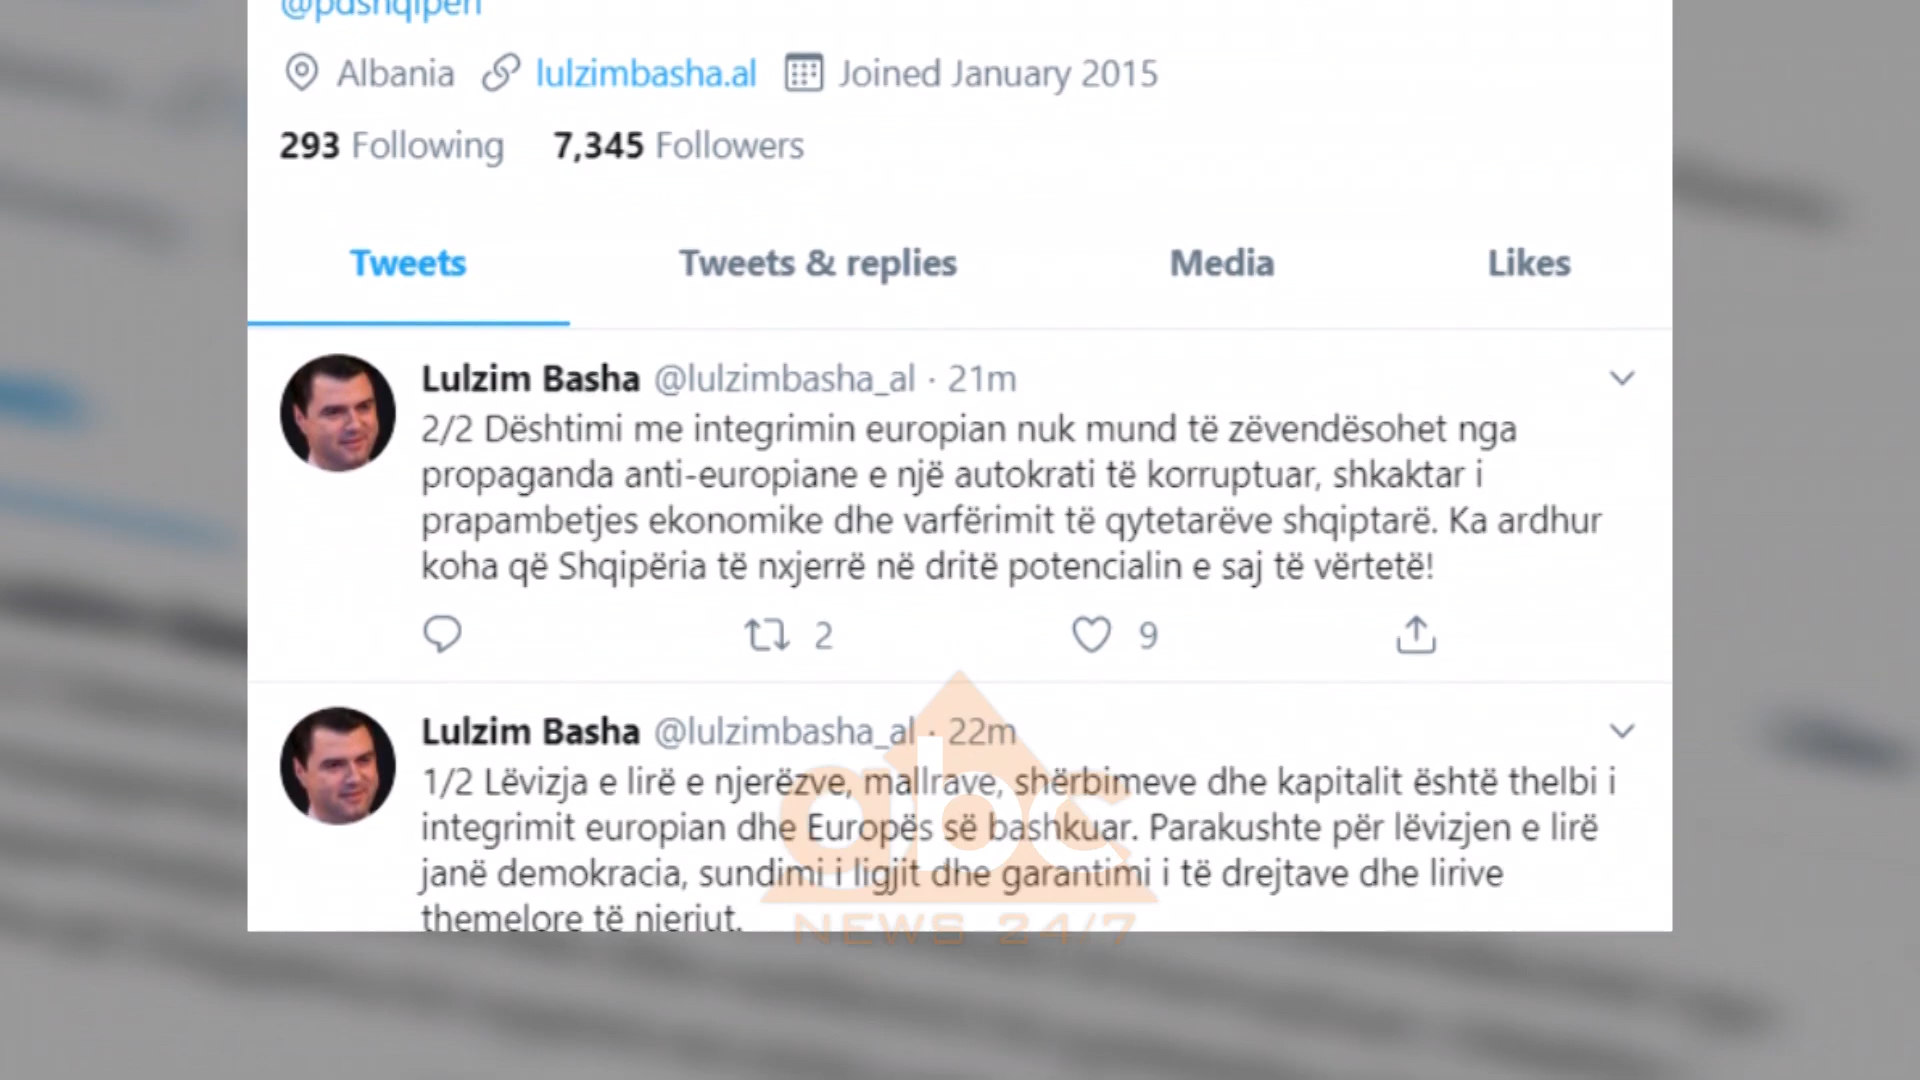 @pdshqiperi
Albania lulzimbasha.al Joined January 2015
293 Following 7,345 Followers
Tweets Tweets & replies Media Likes
Lulzim Basha @lulzimbasha_al · 21m
2/2 Dështimi me integrimin europian nuk mund të zëvendësohet nga
propaganda anti-europiane e një autokrati të korruptuar, shkaktar i
prapambetjes ekonomike dhe varfërimit të qytetarëve shqiptarë. Ka ardhur
koha që Shqipëria të nxjerrë në dritë potencialin e saj të vërtetë!
2 9
Lulzim Basha @lulzimbasha_al · 22m
1/2 Lëvizja e lirë e njerëzve, mallrave, shërbimeve dhe kapitalit është thelbi i
integrimit europian dhe Europës së bashkuar. Parakushte për lëvizjen e lirë
janë demokracia, sundimi i ligjit dhe garantimi i të drejtave dhe lirive
themelore të njeriut.
abc
NEWS 24/7